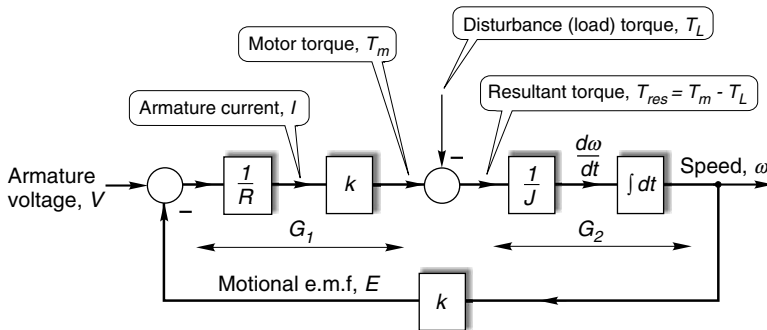 Disturbance (load) torque, T_L
Motor torque, T_m
Resultant torque, T_res = T_m - T_L
Armature current, I
Armature
voltage, V
–
1/R
k
–
1/J
dω/dt
∫ dt
Speed, ω
G_1
G_2
Motional e.m.f, E
k